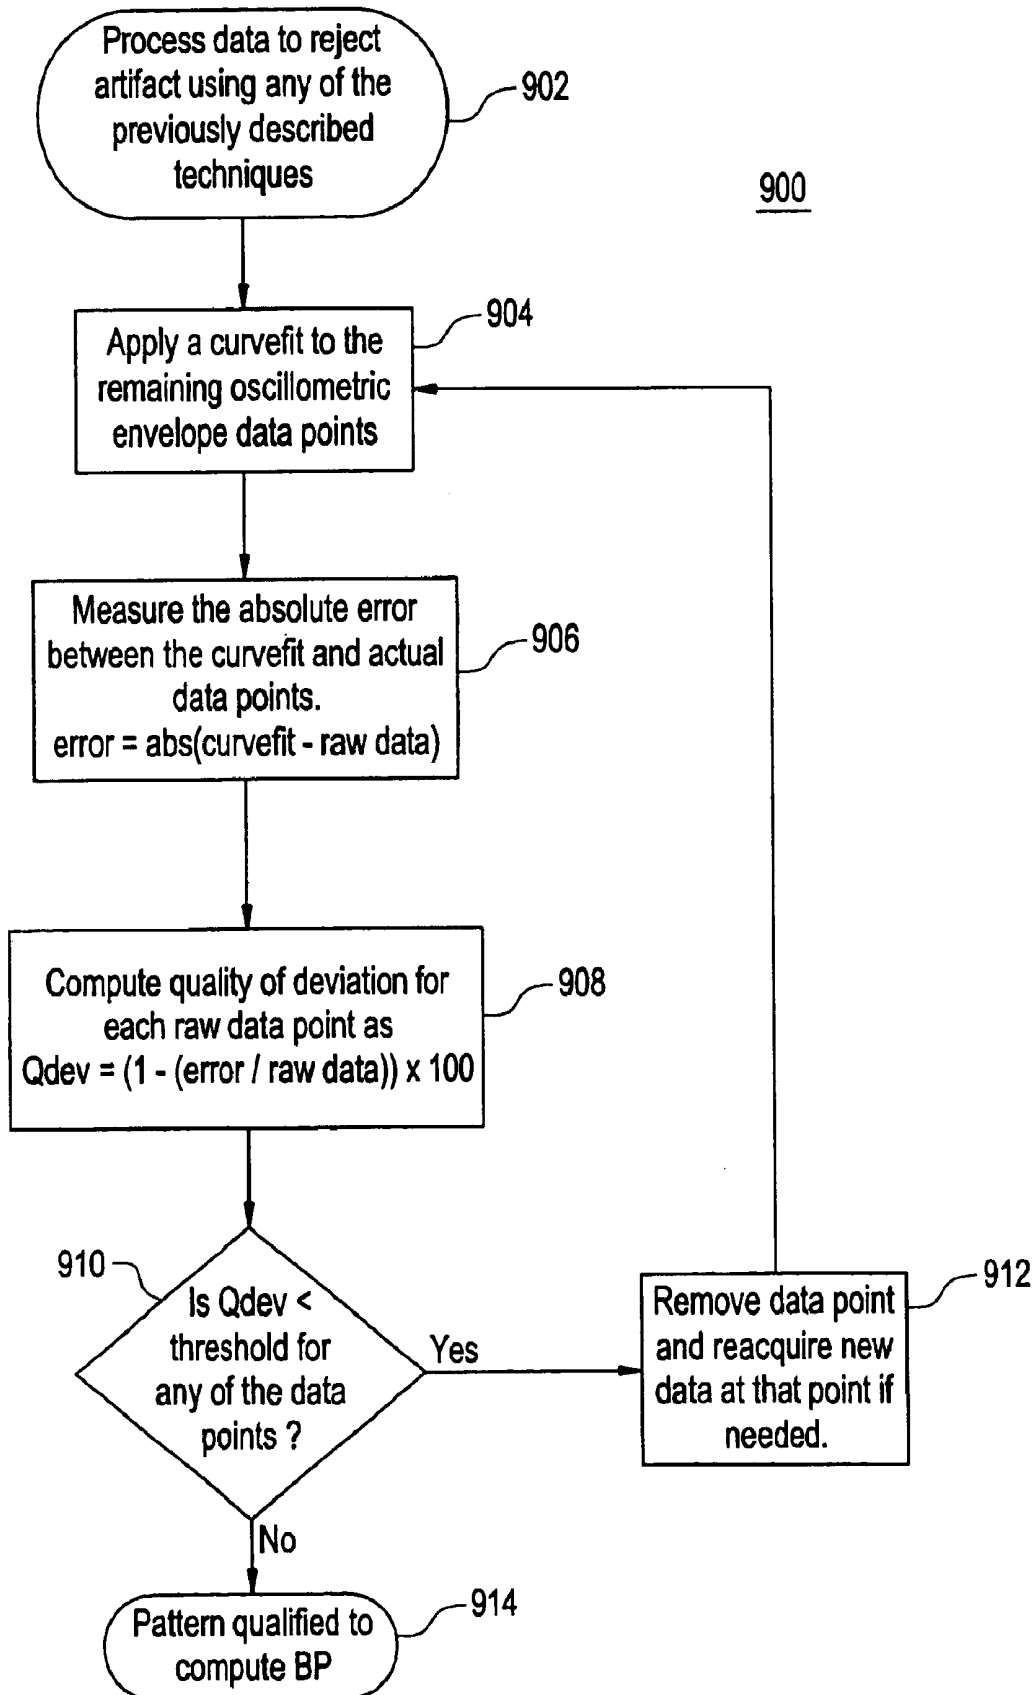 Process data to reject
artifact using any of the
previously described
techniques
902
900
Apply a curvefit to the
remaining oscillometric
envelope data points
904
Measure the absolute error
between the curvefit and actual
data points.
error = abs(curvefit - raw data)
906
Compute quality of deviation for
each raw data point as
Qdev = (1 - (error / raw data)) x 100
908
910
Is Qdev <
threshold for
any of the data
points ?
Yes
Remove data point
and reacquire new
data at that point if
needed.
912
No
Pattern qualified to
compute BP
914